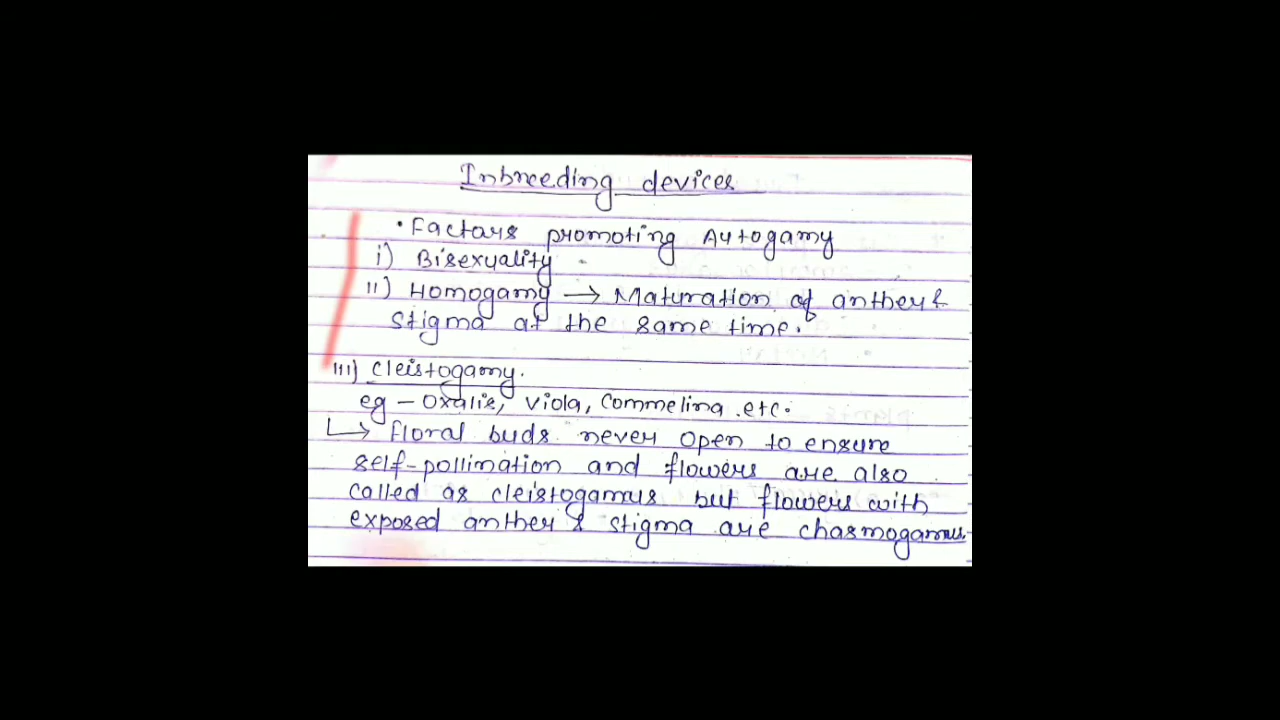 Inbreeding devices
• Factors promoting Autogamy
i) Bisexuality
ii) Homogamy → Maturation of anther &
stigma at the same time.
iii) Cleistogamy.
eg - Oxalis, Viola, Commelina .etc.
↳ floral buds never open to ensure
self-pollination and flowers are also
called as cleistogamus but flowers with
exposed anther & stigma are chasmogamus.